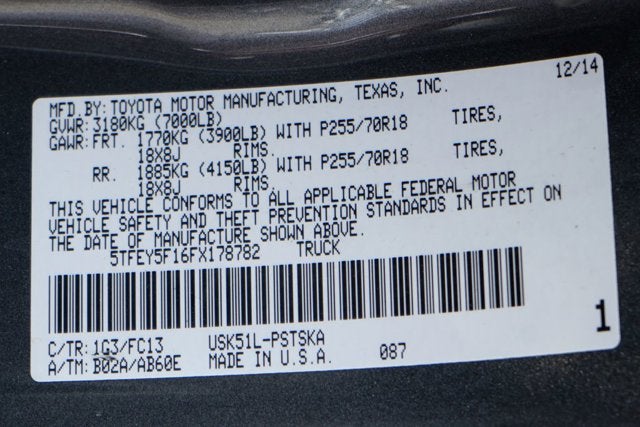 12/14
MFD.BY:TOYOTA MOTOR MANUFACTURING, TEXAS, INC.
GVWR:3180KG (7000LB)
GAWR:FRT. 1770KG (3900LB) WITH P255/70R18 TIRES,
18X8J RIMS.
RR. 1885KG (4150LB) WITH P255/70R18 TIRES,
18X8J RIMS.
THIS VEHICLE CONFORMS TO ALL APPLICABLE FEDERAL MOTOR
VEHICLE SAFETY AND THEFT PREVENTION STANDARDS IN EFFECT ON
THE DATE OF MANUFACTURE SHOWN ABOVE.
5TFEY5F16FX178782 TRUCK
C/TR:1G3/FC13 USK51L-PSTSKA
A/TM:B02A/AB60E MADE IN U.S.A. 087
1